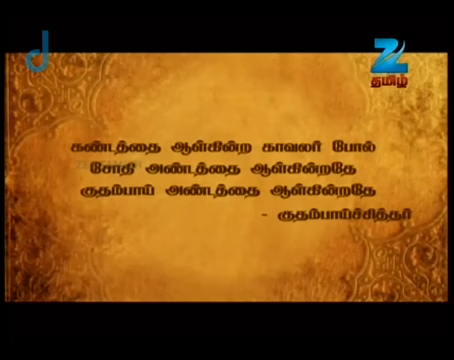 Z
தமிழ்
கண்டத்தை ஆள்கின்ற காவலர் போல்
சோதி அண்டத்தை ஆள்கின்றதே
குதம்பாய் அண்டத்தை ஆள்கின்றதே
- குதம்பாய்ச்சித்தர்